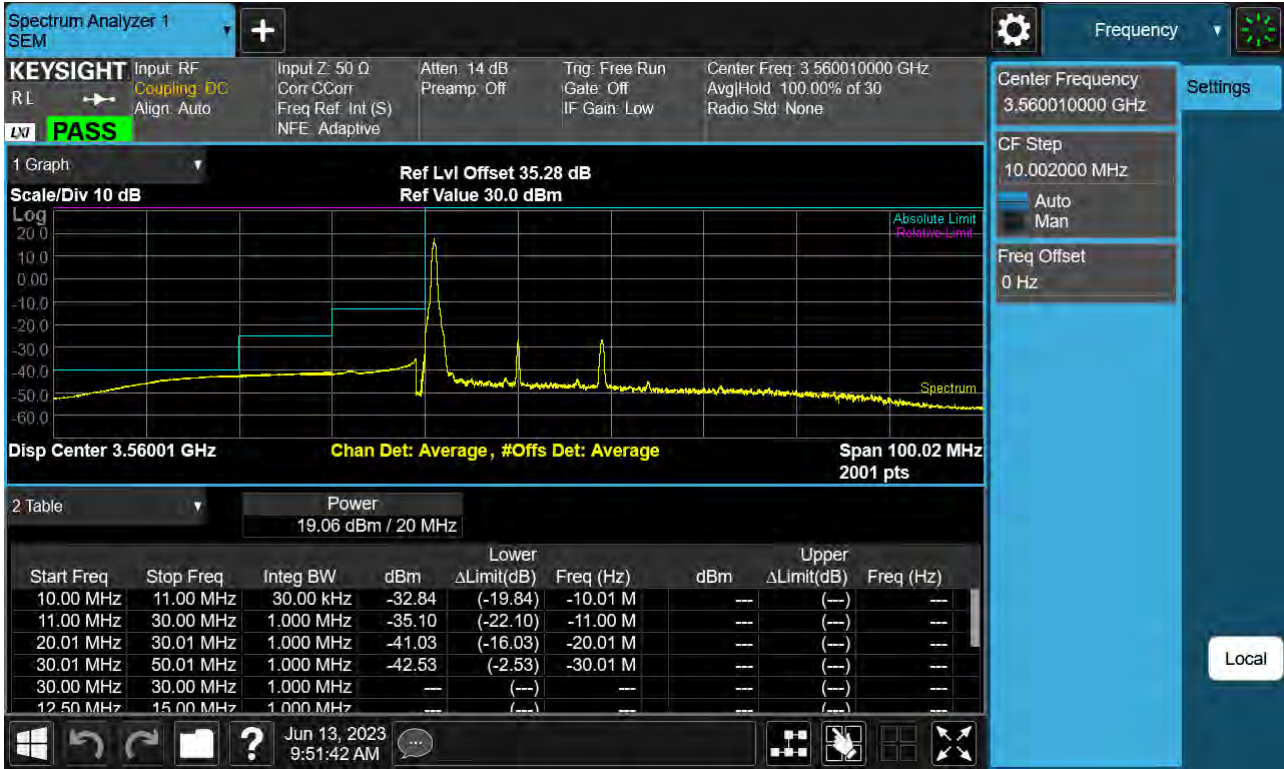 Spectrum Analyzer 1
SEM
Frequency
KEYSIGHT
R L
LXI
PASS
Input: RF
Coupling: DC
Align: Auto
Input Z: 50 Ω
Corr CCorr
Freq Ref: Int (S)
NFE: Adaptive
Atten: 14 dB
Preamp: Off
Trig: Free Run
Gate: Off
IF Gain: Low
Center Freq: 3.560010000 GHz
Avg|Hold: 100.00% of 30
Radio Std: None
Center Frequency
3.560010000 GHz
Settings
CF Step
10.002000 MHz
Auto
Man
Freq Offset
0 Hz
Local
1 Graph
Scale/Div 10 dB
Ref Lvl Offset 35.28 dB
Ref Value 30.0 dBm
Log
Absolute Limit
Relative Limit
20.0
10.0
0.00
-10.0
-20.0
-30.0
-40.0
-50.0
-60.0
Spectrum
Disp Center 3.56001 GHz
Chan Det: Average , #Offs Det: Average
Span 100.02 MHz
2001 pts
2 Table
Power
19.06 dBm / 20 MHz
Lower Upper
Start Freq Stop Freq Integ BW dBm ΔLimit(dB) Freq (Hz) dBm ΔLimit(dB) Freq (Hz)
10.00 MHz 11.00 MHz 30.00 kHz -32.84 (-19.84) -10.01 M --- (---) ---
11.00 MHz 30.00 MHz 1.000 MHz -35.10 (-22.10) -11.00 M --- (---) ---
20.01 MHz 30.01 MHz 1.000 MHz -41.03 (-16.03) -20.01 M --- (---) ---
30.01 MHz 50.01 MHz 1.000 MHz -42.53 (-2.53) -30.01 M --- (---) ---
30.00 MHz 30.00 MHz 1.000 MHz --- (---) --- --- (---) ---
12.50 MHz 15.00 MHz 1.000 MHz --- (---) --- --- (---) ---
?
Jun 13, 2023
9:51:42 AM